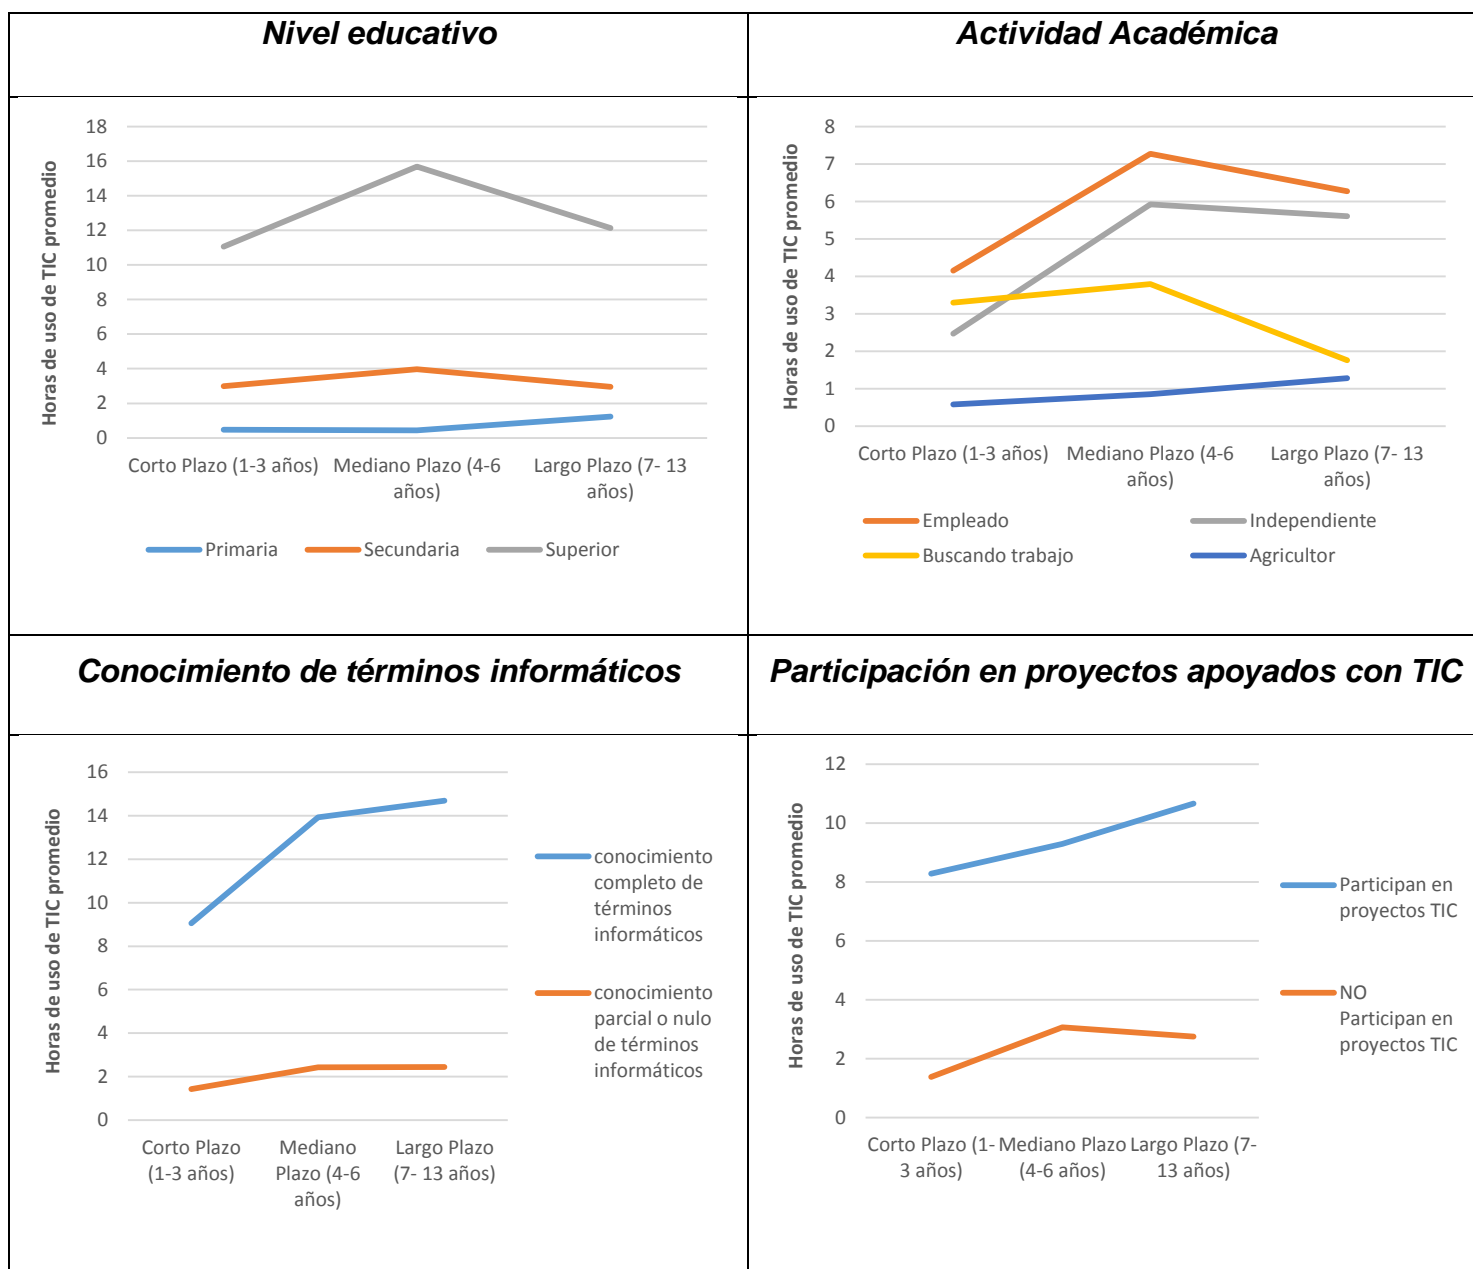 Nivel educativo
Actividad Académica
Horas de uso de TIC promedio
18
16
14
12
10
8
6
4
2
0
Corto Plazo (1-3 años)
Mediano Plazo (4-6
años)
Largo Plazo (7- 13
años)
Primaria
Secundaria
Superior
Horas de uso de TIC promedio
8
7
6
5
4
3
2
1
0
Corto Plazo (1-3 años)
Mediano Plazo (4-6
años)
Largo Plazo (7- 13
años)
Empleado
Independiente
Buscando trabajo
Agricultor
Conocimiento de términos informáticos
Participación en proyectos apoyados con TIC
Horas de uso de TIC promedio
16
14
12
10
8
6
4
2
0
Corto Plazo
(1-3 años)
Mediano
Plazo (4-6
años)
Largo Plazo
(7- 13 años)
conocimiento
completo de
términos
informáticos
conocimiento
parcial o nulo
de términos
informáticos
Horas de uso de TIC promedio
12
10
8
6
4
2
0
Corto Plazo (1-
3 años)
Mediano Plazo
(4-6 años)
Largo Plazo (7-
13 años)
Participan en
proyectos TIC
NO
Participan en
proyectos TIC